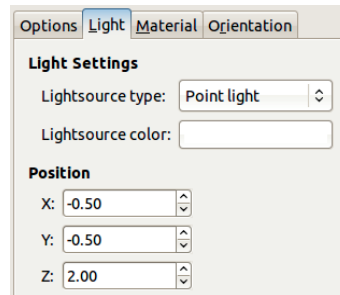 Options Light Material Orientation
Light Settings
Lightsource type: Point light
Lightsource color:
Position
X: -0.50
Y: -0.50
Z: 2.00